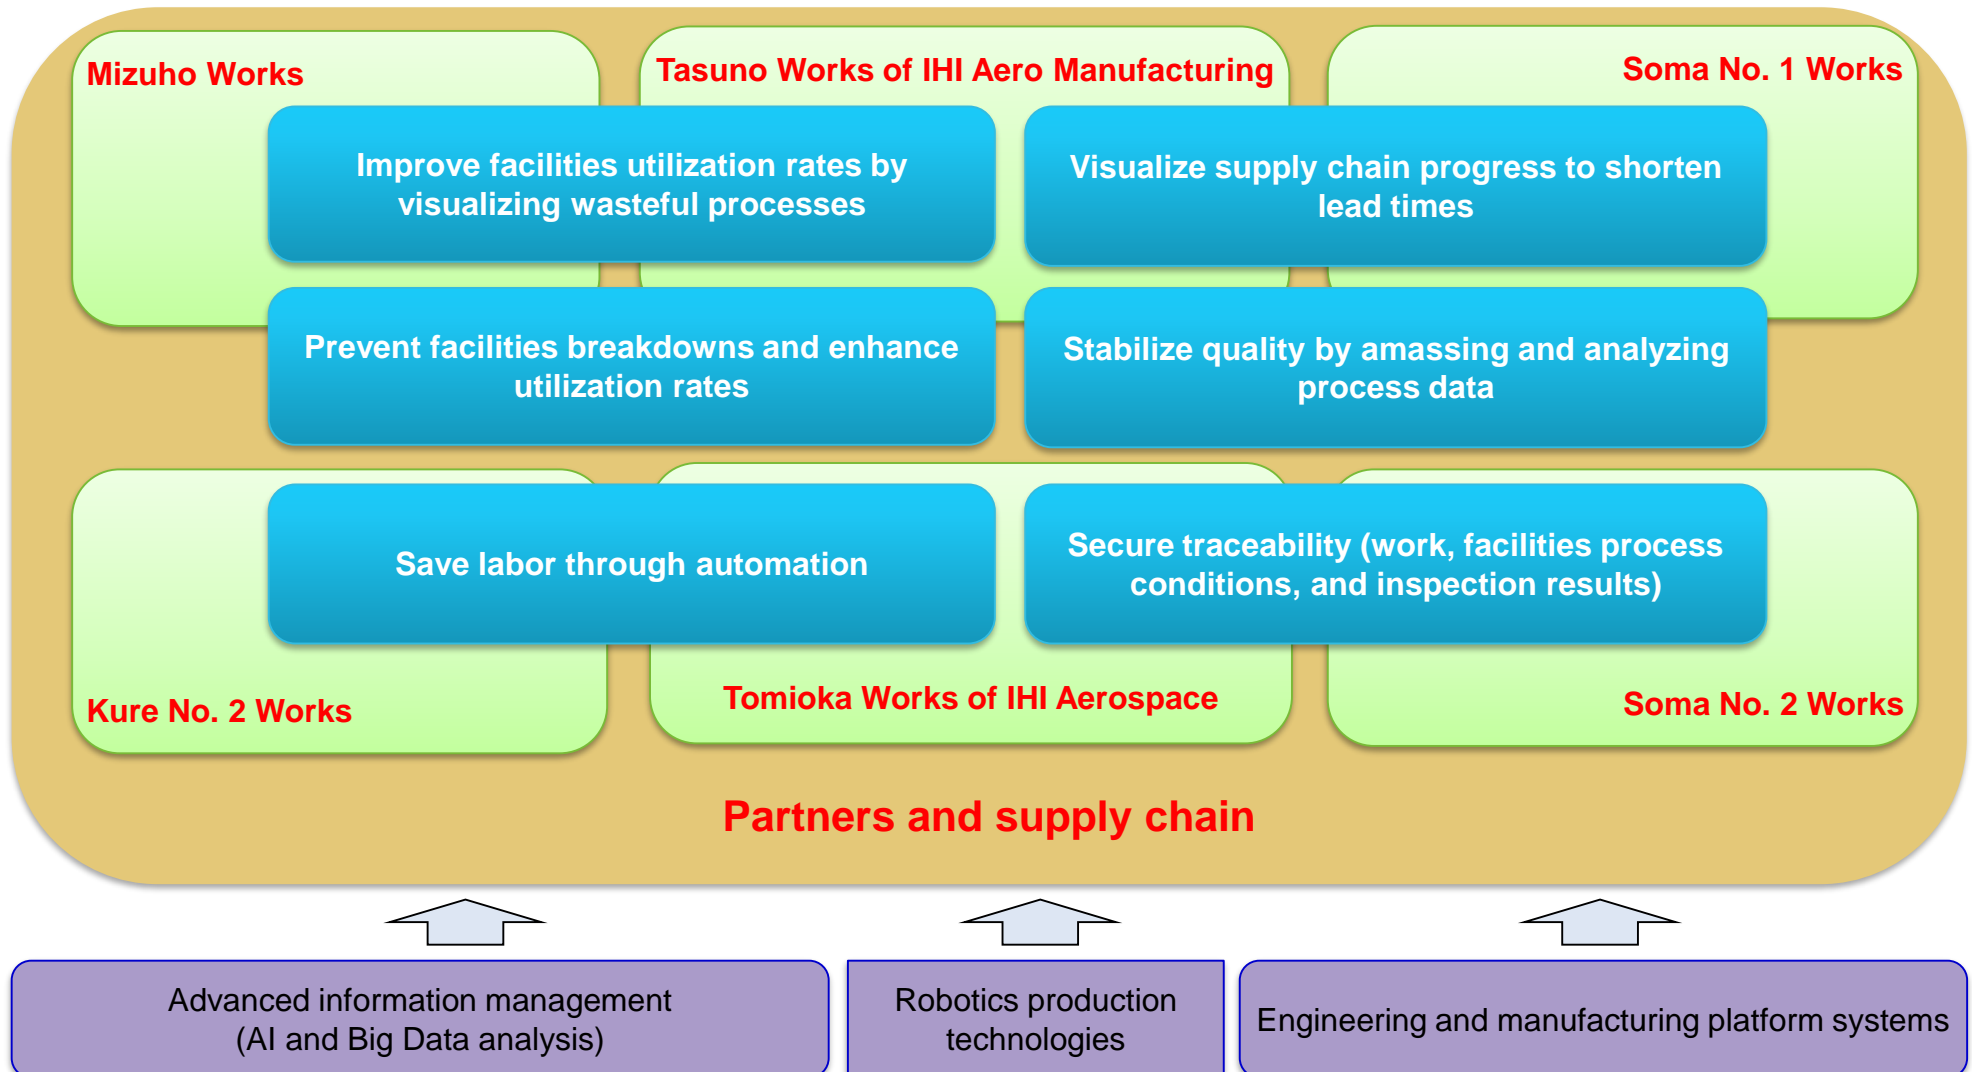 Mizuho Works
Tasuno Works of IHI Aero Manufacturing
Soma No. 1 Works
Improve facilities utilization rates by
visualizing wasteful processes
Visualize supply chain progress to shorten
lead times
Prevent facilities breakdowns and enhance
utilization rates
Stabilize quality by amassing and analyzing
process data
Save labor through automation
Secure traceability (work, facilities process
conditions, and inspection results)
Kure No. 2 Works
Tomioka Works of IHI Aerospace
Soma No. 2 Works
Partners and supply chain
Advanced information management
(AI and Big Data analysis)
Robotics production
technologies
Engineering and manufacturing platform systems